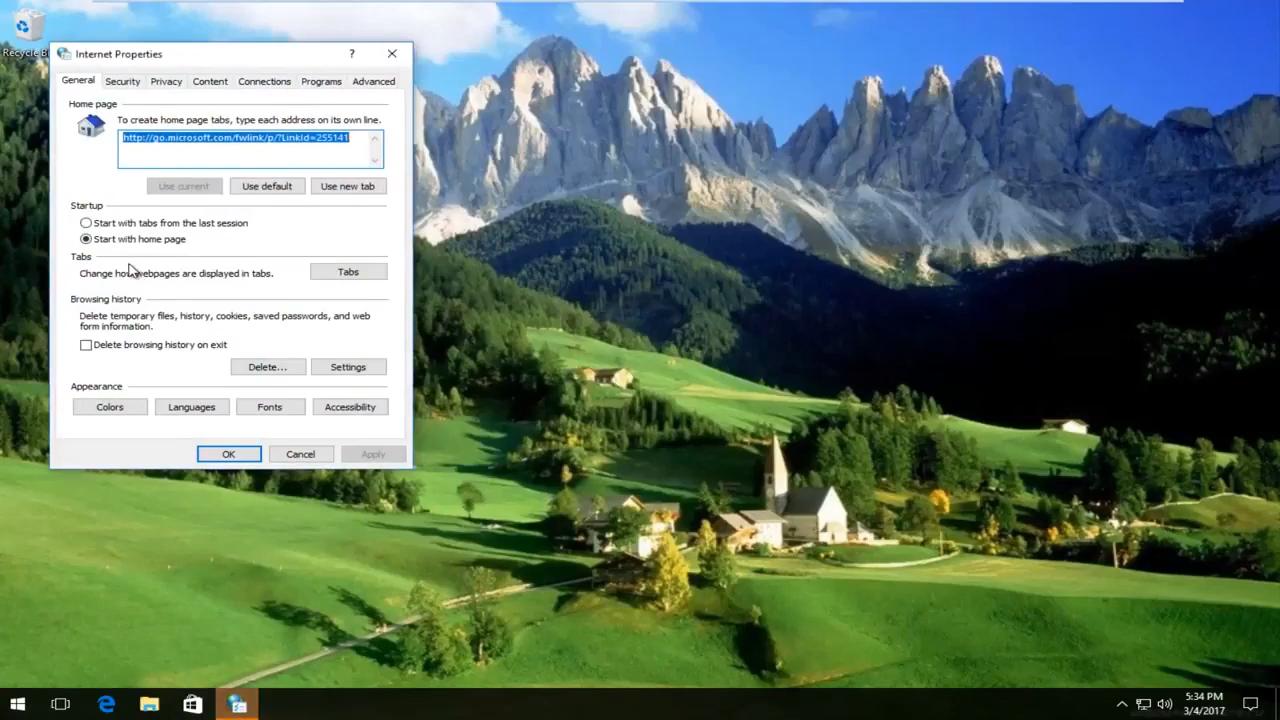 Recycle Bi
Internet Properties
General Security Privacy Content Connections Programs Advanced
Home page
To create home page tabs, type each address on its own line.
http://go.microsoft.com/fwlink/p/?LinkId=255141
Use current Use default Use new tab
Startup
Start with tabs from the last session
Start with home page
Tabs
Change how webpages are displayed in tabs. Tabs
Browsing history
Delete temporary files, history, cookies, saved passwords, and web
form information.
Delete browsing history on exit
Delete... Settings
Appearance
Colors Languages Fonts Accessibility
OK Cancel Apply
5:34 PM
3/4/2017